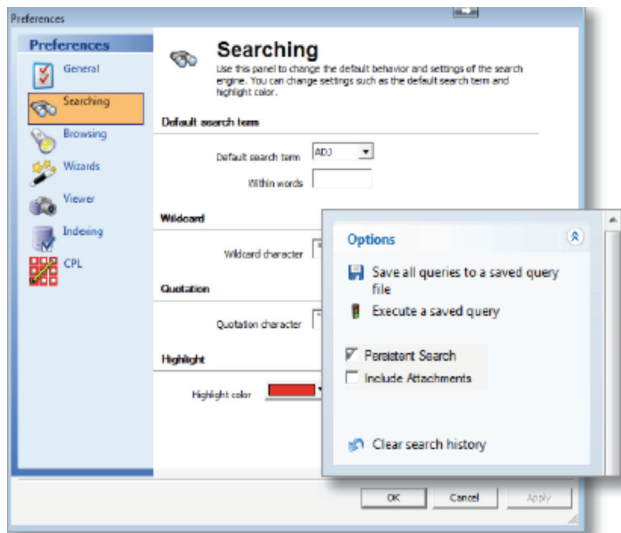 Preferences
Preferences
General
Searching
Browsing
Wizards
Viewer
Indexing
CPL
Searching
Use this panel to change the default behavior and settings of the search
engine. You can change settings such as the default search term and
highlight color.
Default search term
Default search term ADJ
Within words
Wildcard
Wildcard character
Quotation
Quotation character
Highlight
Highlight color
Options
Save all queries to a saved query
file
Execute a saved query
Persistent Search
Include Attachments
Clear search history
OK Cancel Apply